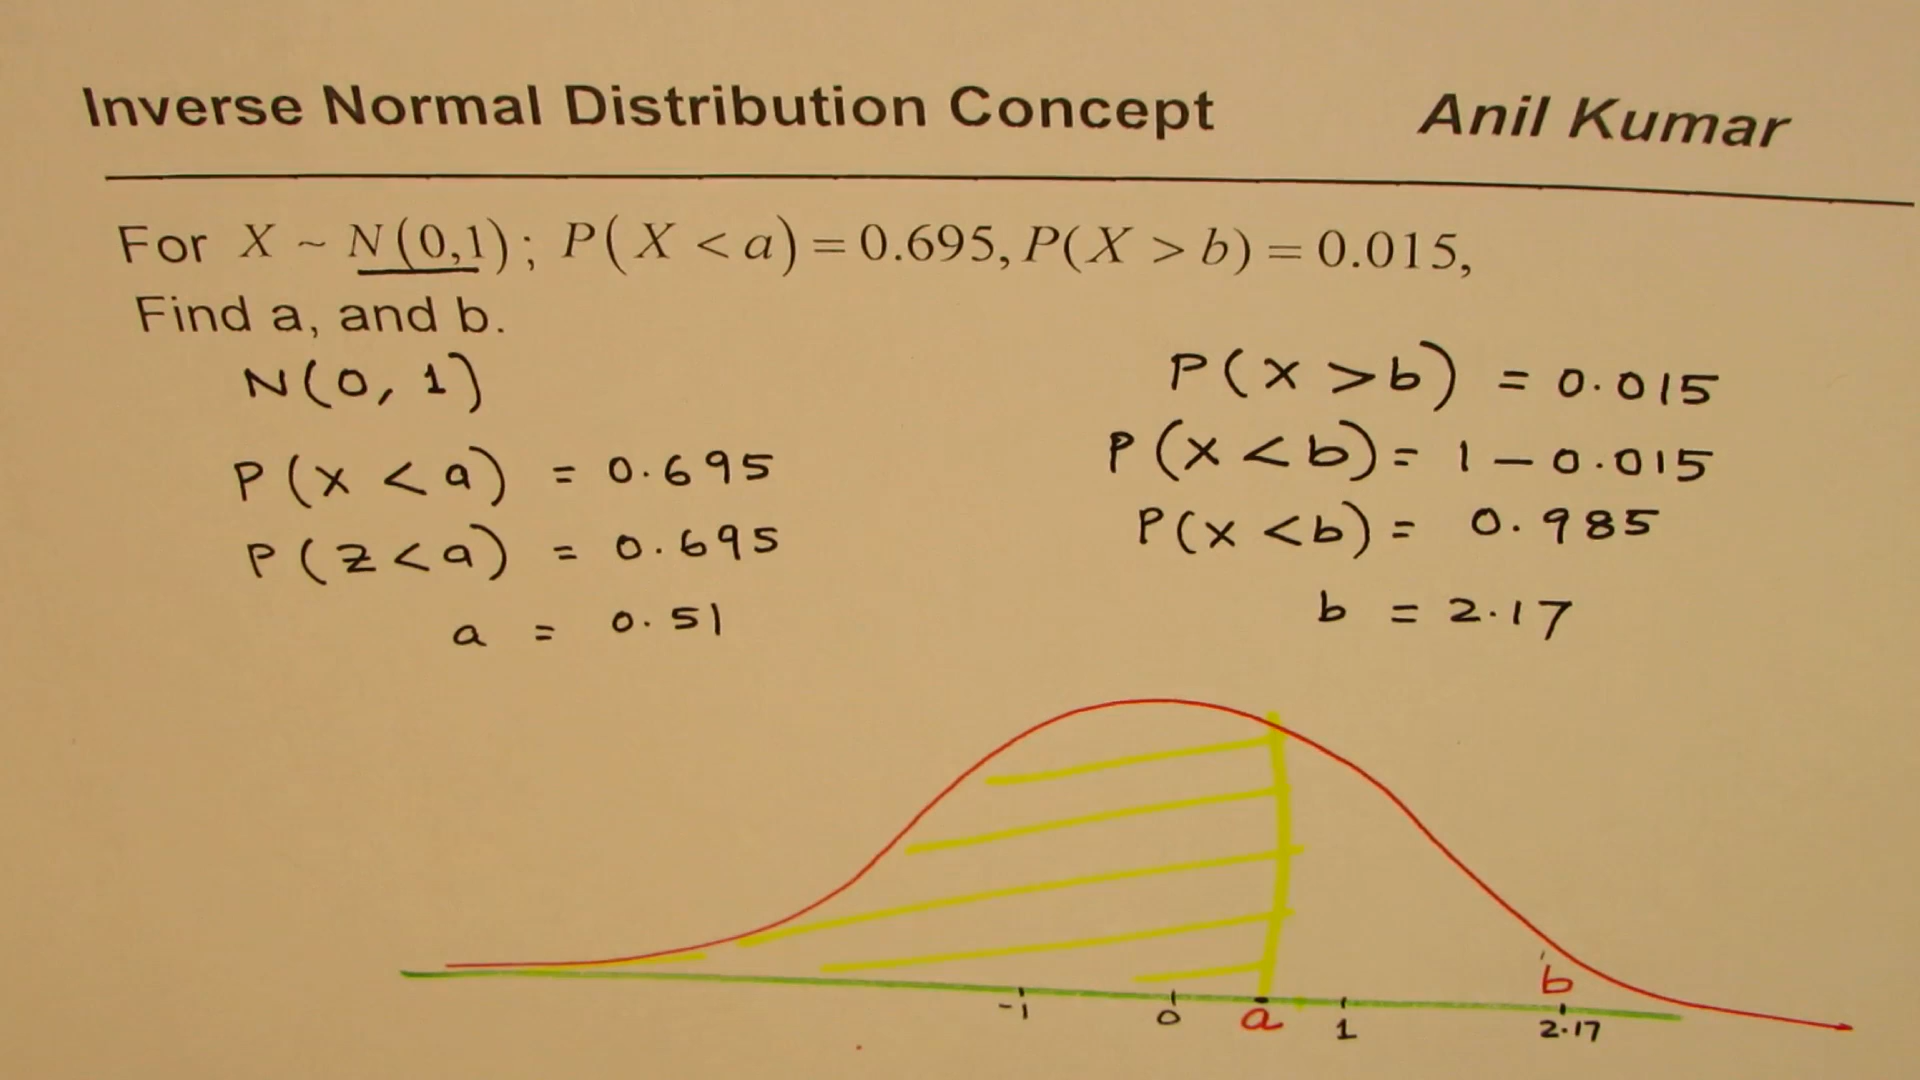 Inverse Normal Distribution Concept Anil Kumar
For X ~ N(0,1); P(X < a) = 0.695, P(X > b) = 0.015,
Find a, and b.
N(0, 1)
P(x < a) = 0.695
P(z < a) = 0.695
a = 0.51
P(x > b) = 0.015
P(x < b) = 1 - 0.015
P(x < b) = 0.985
b = 2.17
b
-1 0 a 1 2.17